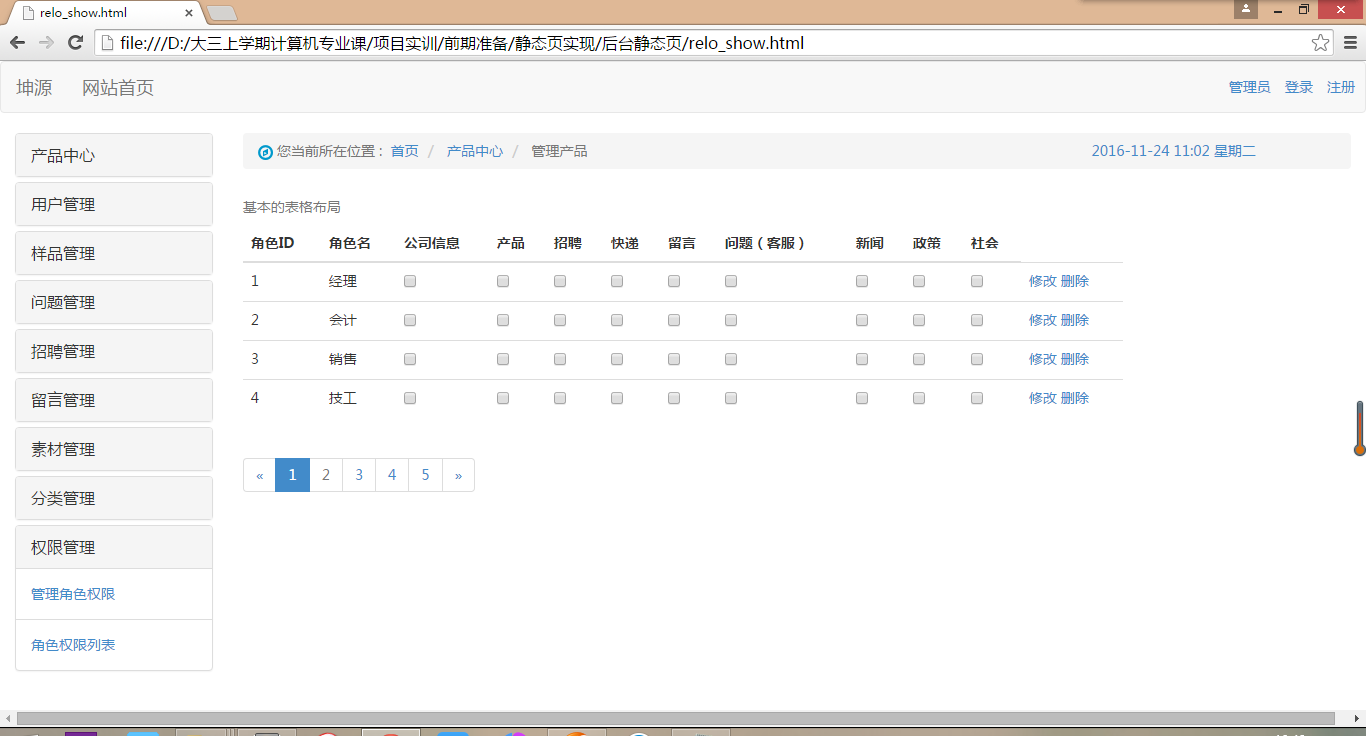 relo_show.html
file:///D:/大三上学期计算机专业课/项目实训/前期准备/静态页实现/后台静态页/relo_show.html
坤源 网站首页 管理员 登录 注册
产品中心
用户管理
样品管理
问题管理
招聘管理
留言管理
素材管理
分类管理
权限管理
管理角色权限
角色权限列表
您当前所在位置： 首页 / 产品中心 / 管理产品 2016-11-24 11:02 星期二
基本的表格布局
角色ID 角色名 公司信息 产品 招聘 快递 留言 问题（客服） 新闻 政策 社会
1 经理 修改 删除
2 会计 修改 删除
3 销售 修改 删除
4 技工 修改 删除
« 1 2 3 4 5 »